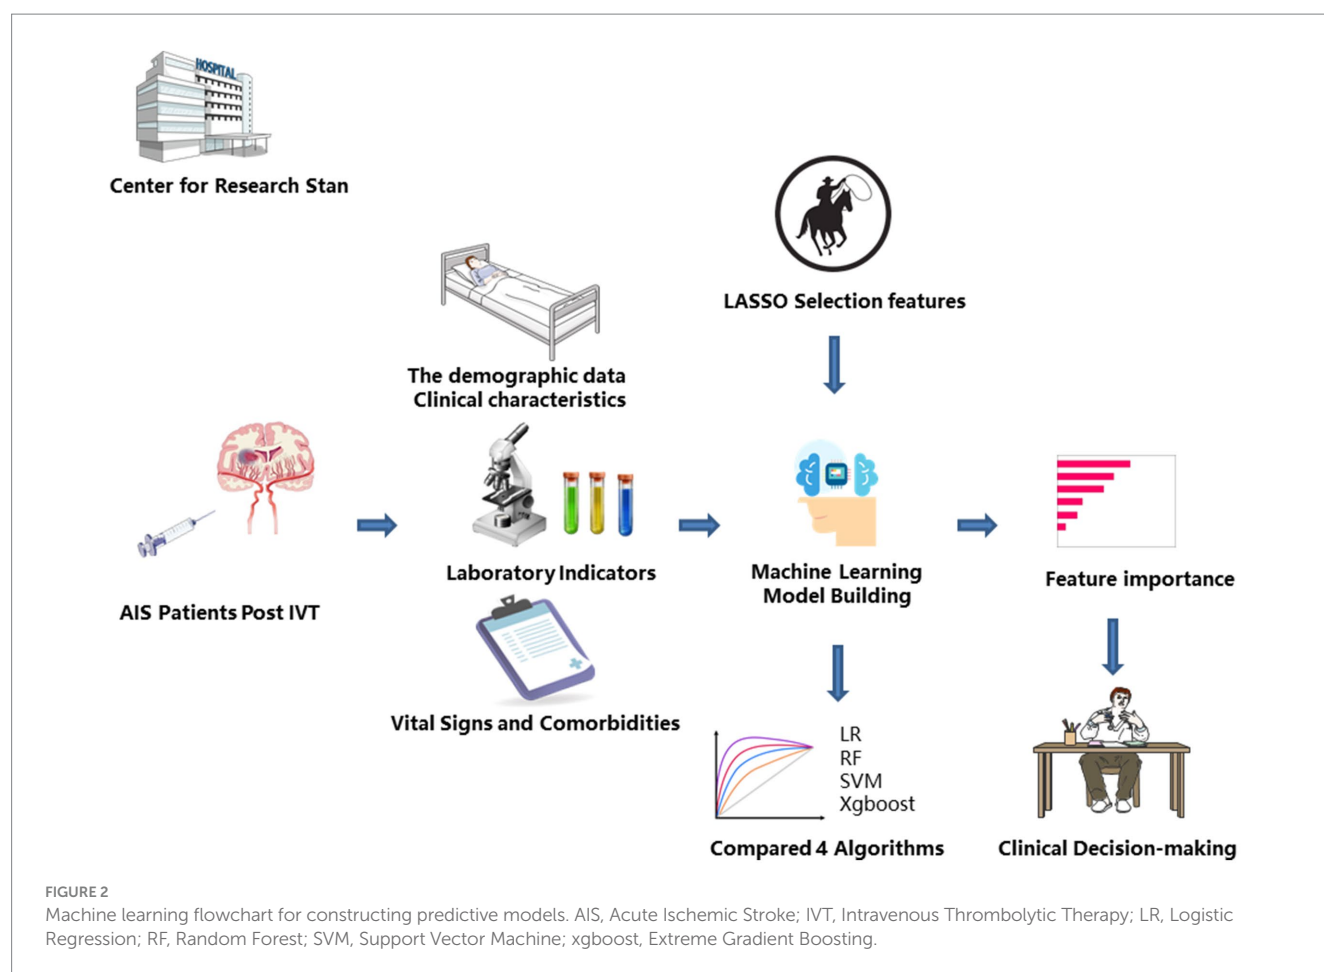 HOSPITAL
Center for Research Stan
LASSO Selection features
The demographic data
Clinical characteristics
Laboratory Indicators
Machine Learning
Model Building
Feature importance
AIS Patients Post IVT
Vital Signs and Comorbidities
LR
RF
SVM
Xgboost
Compared 4 Algorithms
Clinical Decision-making
FIGURE 2
Machine learning flowchart for constructing predictive models. AIS, Acute Ischemic Stroke; IVT, Intravenous Thrombolytic Therapy; LR, Logistic
Regression; RF, Random Forest; SVM, Support Vector Machine; xgboost, Extreme Gradient Boosting.